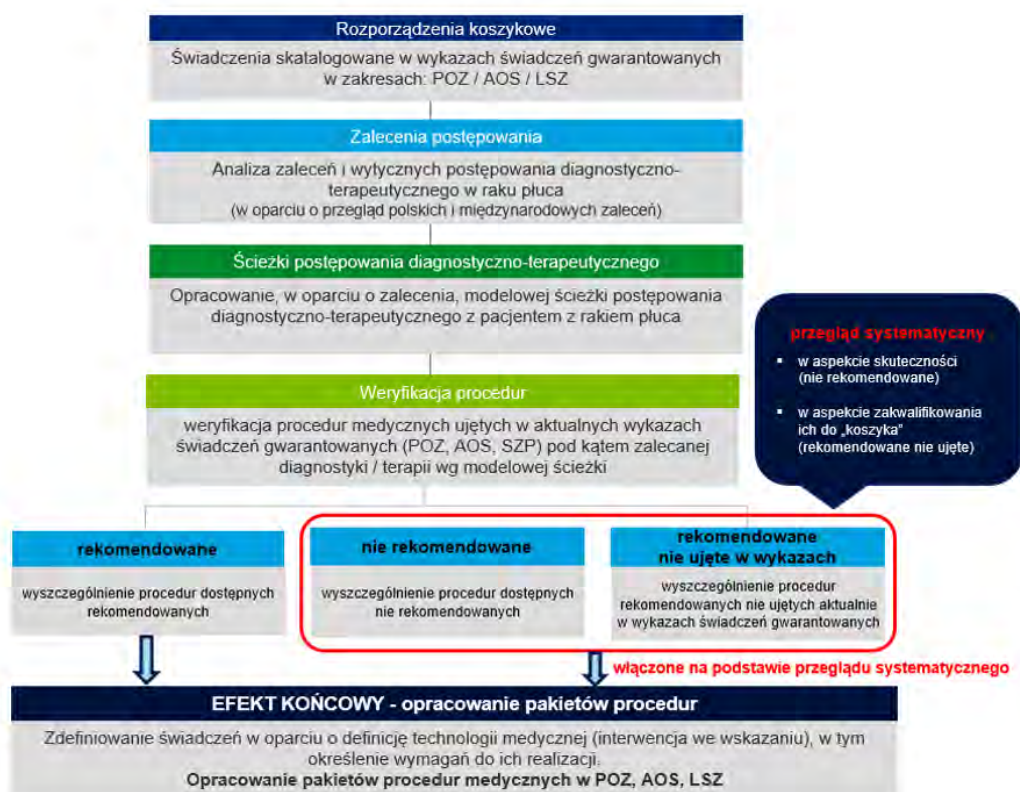 Rozporządzenia koszykowe
Świadczenia skatalogowane w wykazach świadczeń gwarantowanych
w zakresach: POZ / AOS / LSZ
Zalecenia postępowania
Analiza zaleceń i wytycznych postępowania diagnostyczno-
terapeutycznego w raku płuca
(w oparciu o przegląd polskich i międzynarodowych zaleceń)
Ścieżki postępowania diagnostyczno-terapeutycznego
Opracowanie, w oparciu o zalecenia, modelowej ścieżki postępowania
diagnostyczno-terapeutycznego z pacjentem z rakiem płuca
przegląd systematyczny
▪ w aspekcie skuteczności
(nie rekomendowane)
▪ w aspekcie zakwalifikowania
ich do „koszyka”
(rekomendowane nie ujęte)
Weryfikacja procedur
weryfikacja procedur medycznych ujętych w aktualnych wykazach
świadczeń gwarantowanych (POZ, AOS, SZP) pod kątem zalecanej
diagnostyki / terapii wg modelowej ścieżki
rekomendowane
wyszczególnienie procedur dostępnych
rekomendowanych
nie rekomendowane
wyszczególnienie procedur dostępnych
nie rekomendowanych
rekomendowane
nie ujęte w wykazach
wyszczególnienie procedur
rekomendowanych nie ujętych aktualnie
w wykazach świadczeń gwarantowanych
włączone na podstawie przeglądu systematycznego
EFEKT KOŃCOWY - opracowanie pakietów procedur
Zdefiniowanie świadczeń w oparciu o definicję technologii medycznej (interwencja we wskazaniu), w tym
określenie wymagań do ich realizacji.
Opracowanie pakietów procedur medycznych w POZ, AOS, LSZ